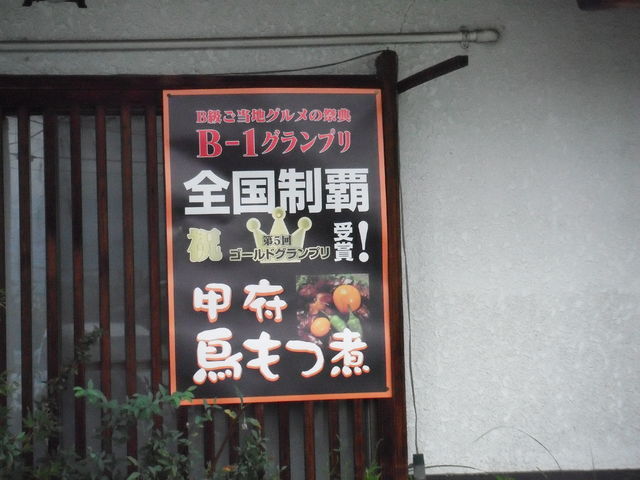 B級ご当地グルメの祭典
B-1グランプリ
全国制覇!
祝
第5回
ゴールドグランプリ
受賞
甲府
鳥もつ煮